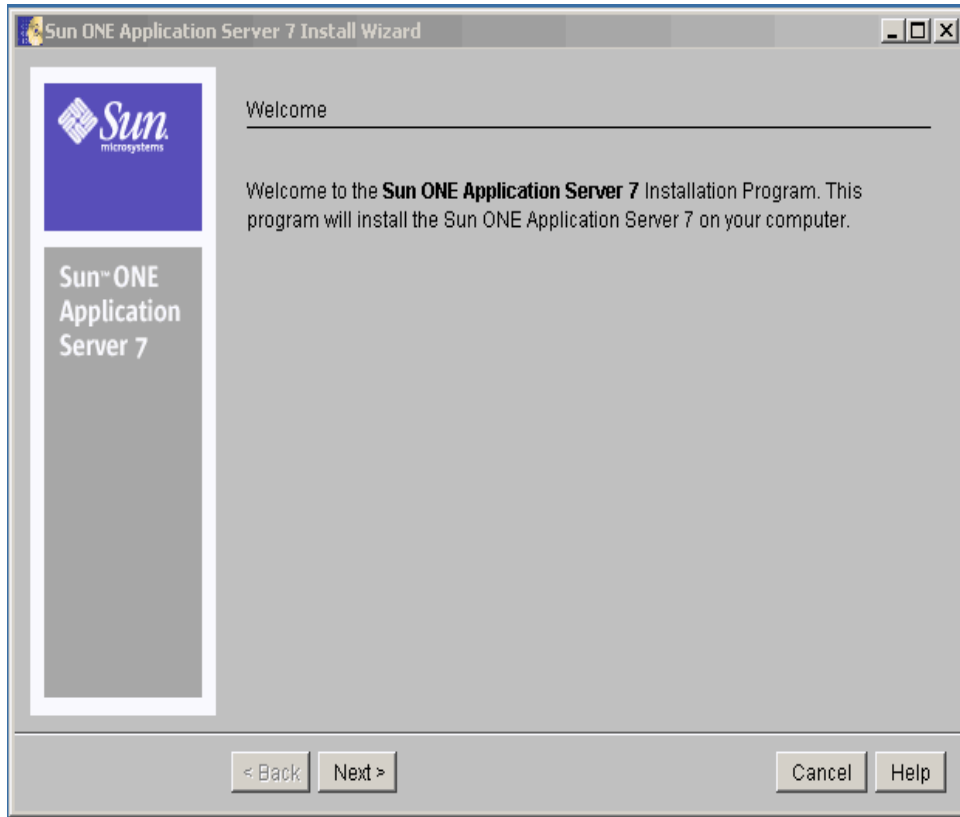 Sun ONE Application Server 7 Install Wizard
Sun
microsystems
Sun™ ONE
Application
Server 7
Welcome
Welcome to the Sun ONE Application Server 7 Installation Program. This
program will install the Sun ONE Application Server 7 on your computer.
< Back
Next >
Cancel
Help